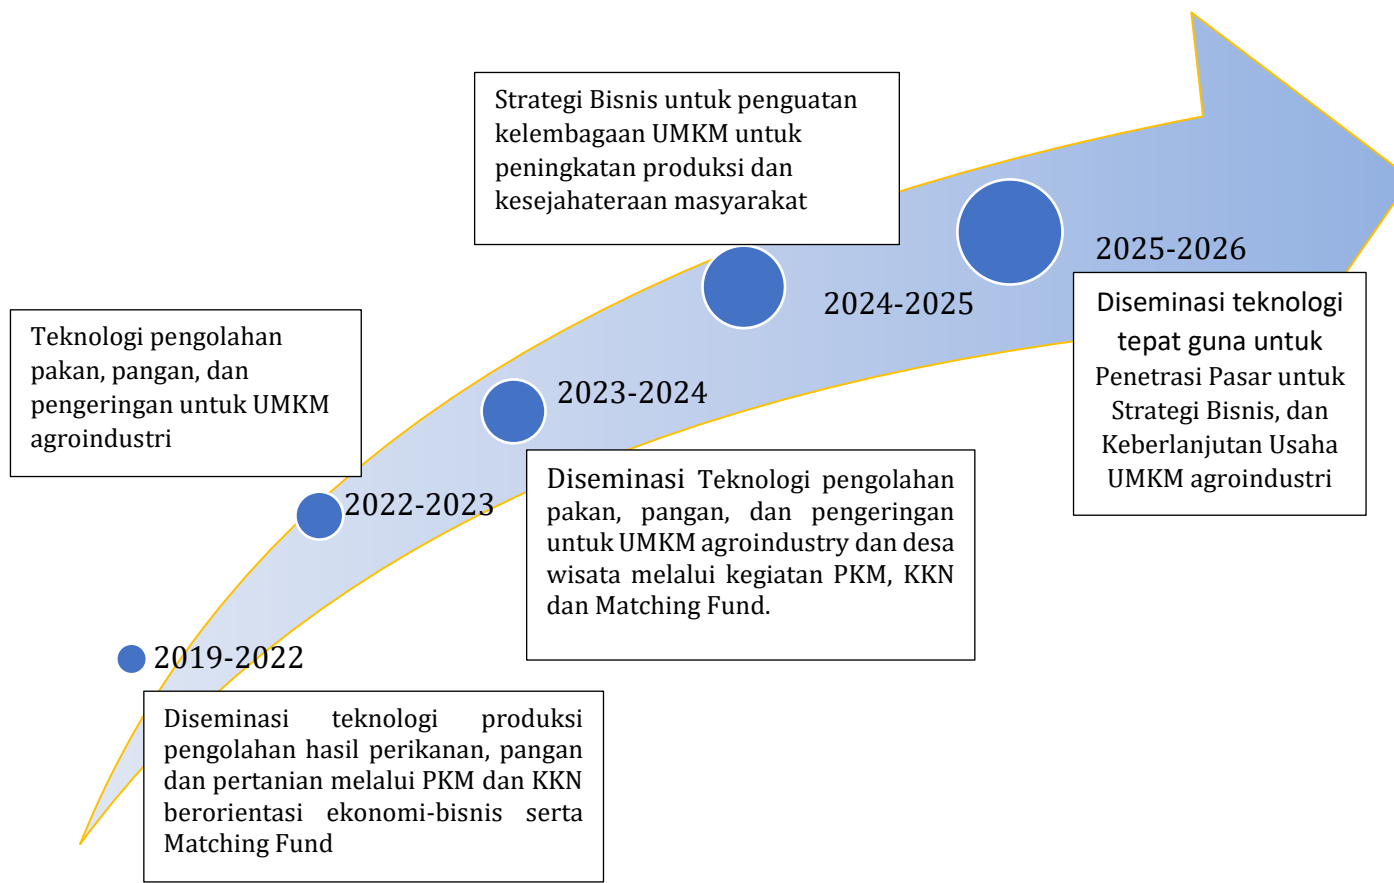 2019-2022
Diseminasi teknologi produksi
pengolahan hasil perikanan, pangan
dan pertanian melalui PKM dan KKN
berorientasi ekonomi-bisnis serta
Matching Fund
2022-2023
Teknologi pengolahan
pakan, pangan, dan
pengeringan untuk UMKM
agroindustri
2023-2024
Diseminasi Teknologi pengolahan
pakan, pangan, dan pengeringan
untuk UMKM agroindustry dan desa
wisata melalui kegiatan PKM, KKN
dan Matching Fund.
2024-2025
Strategi Bisnis untuk penguatan
kelembagaan UMKM untuk
peningkatan produksi dan
kesejahateraan masyarakat
2025-2026
Diseminasi teknologi
tepat guna untuk
Penetrasi Pasar untuk
Strategi Bisnis, dan
Keberlanjutan Usaha
UMKM agroindustri